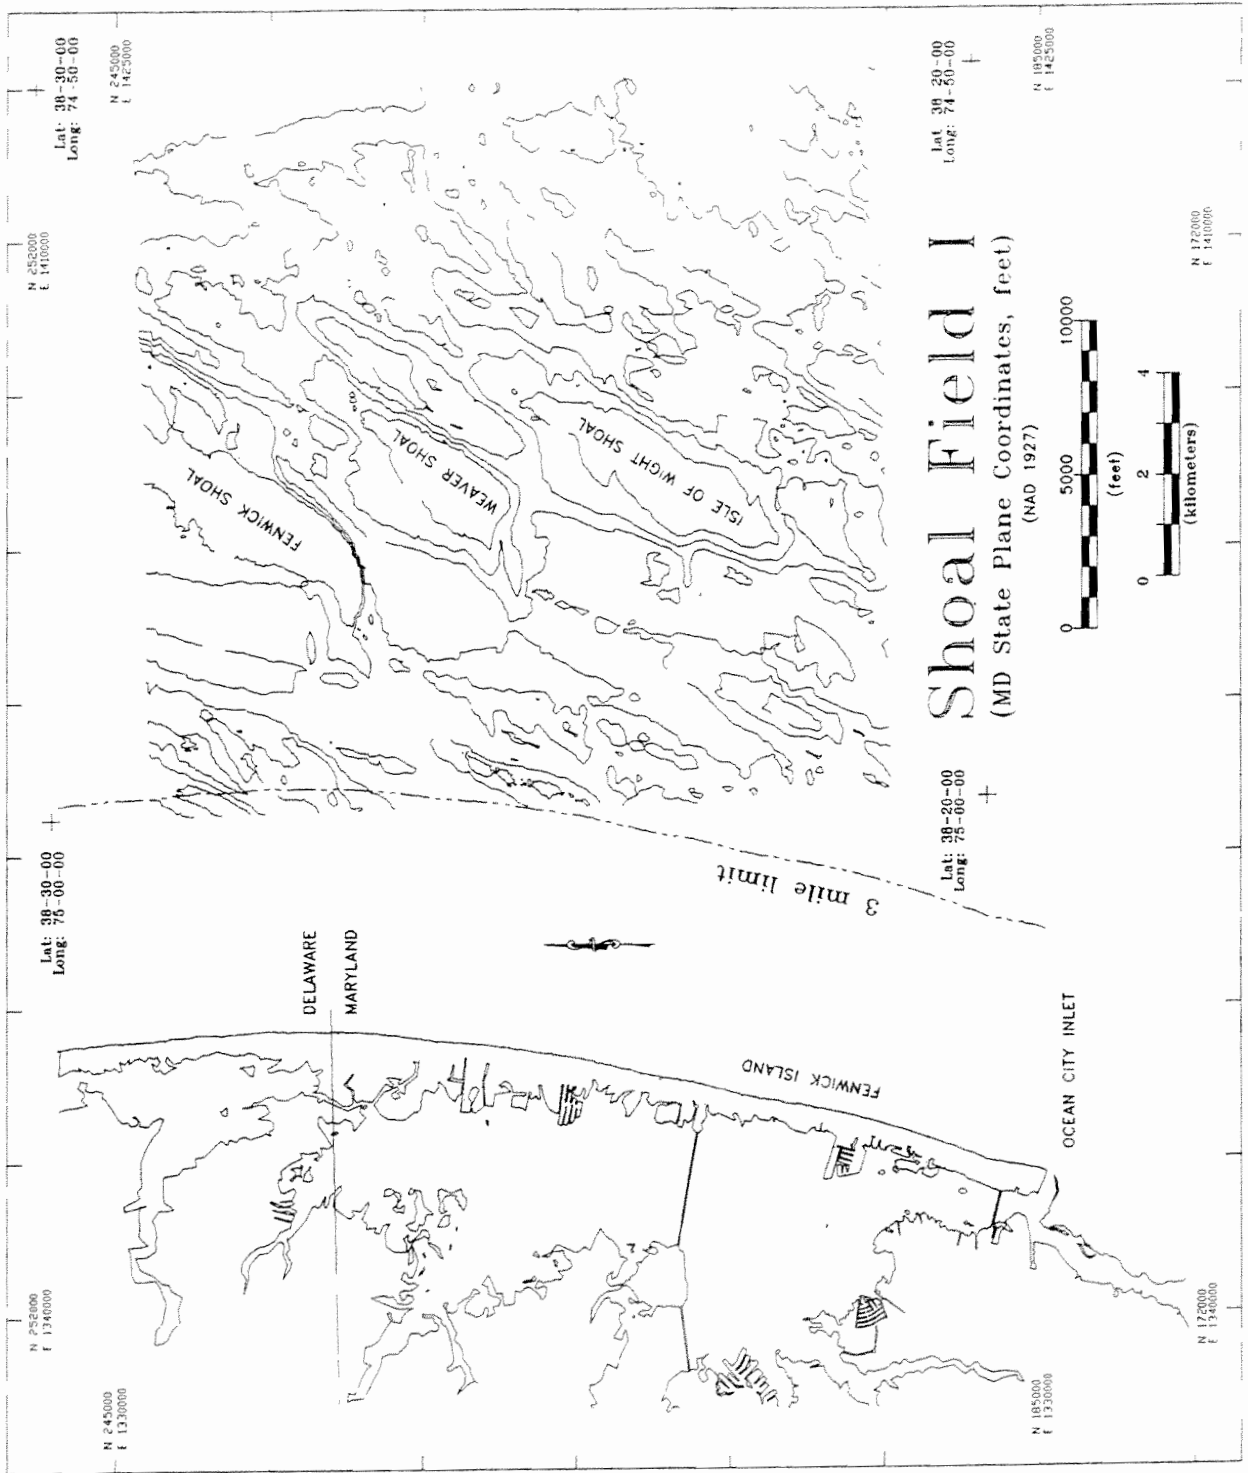 Lat: 38-30-00
Long: 74-50-00
N 245000
E 1425000
N 252000
E 1410000
Lat 38 20-00
Long: 74-50-00
N 185000
E 1425000
N 172000
E 1410000
FENWICK SHOAL
WEAVER SHOAL
ISLE OF WIGHT SHOAL
Shoal Field I
(MD State Plane Coordinates, feet)
(NAD 1927)
0 5000 10000
(feet)
0 2 4
(kilometers)
Lat: 38-30-00
Long: 75-00-00
Lat: 38-20-00
Long: 75-00-00
3 mile limit
DELAWARE
MARYLAND
FENWICK ISLAND
OCEAN CITY INLET
N 252000
E 1340000
N 245000
E 1330000
N 185000
E 1330000
N 172000
E 1340000